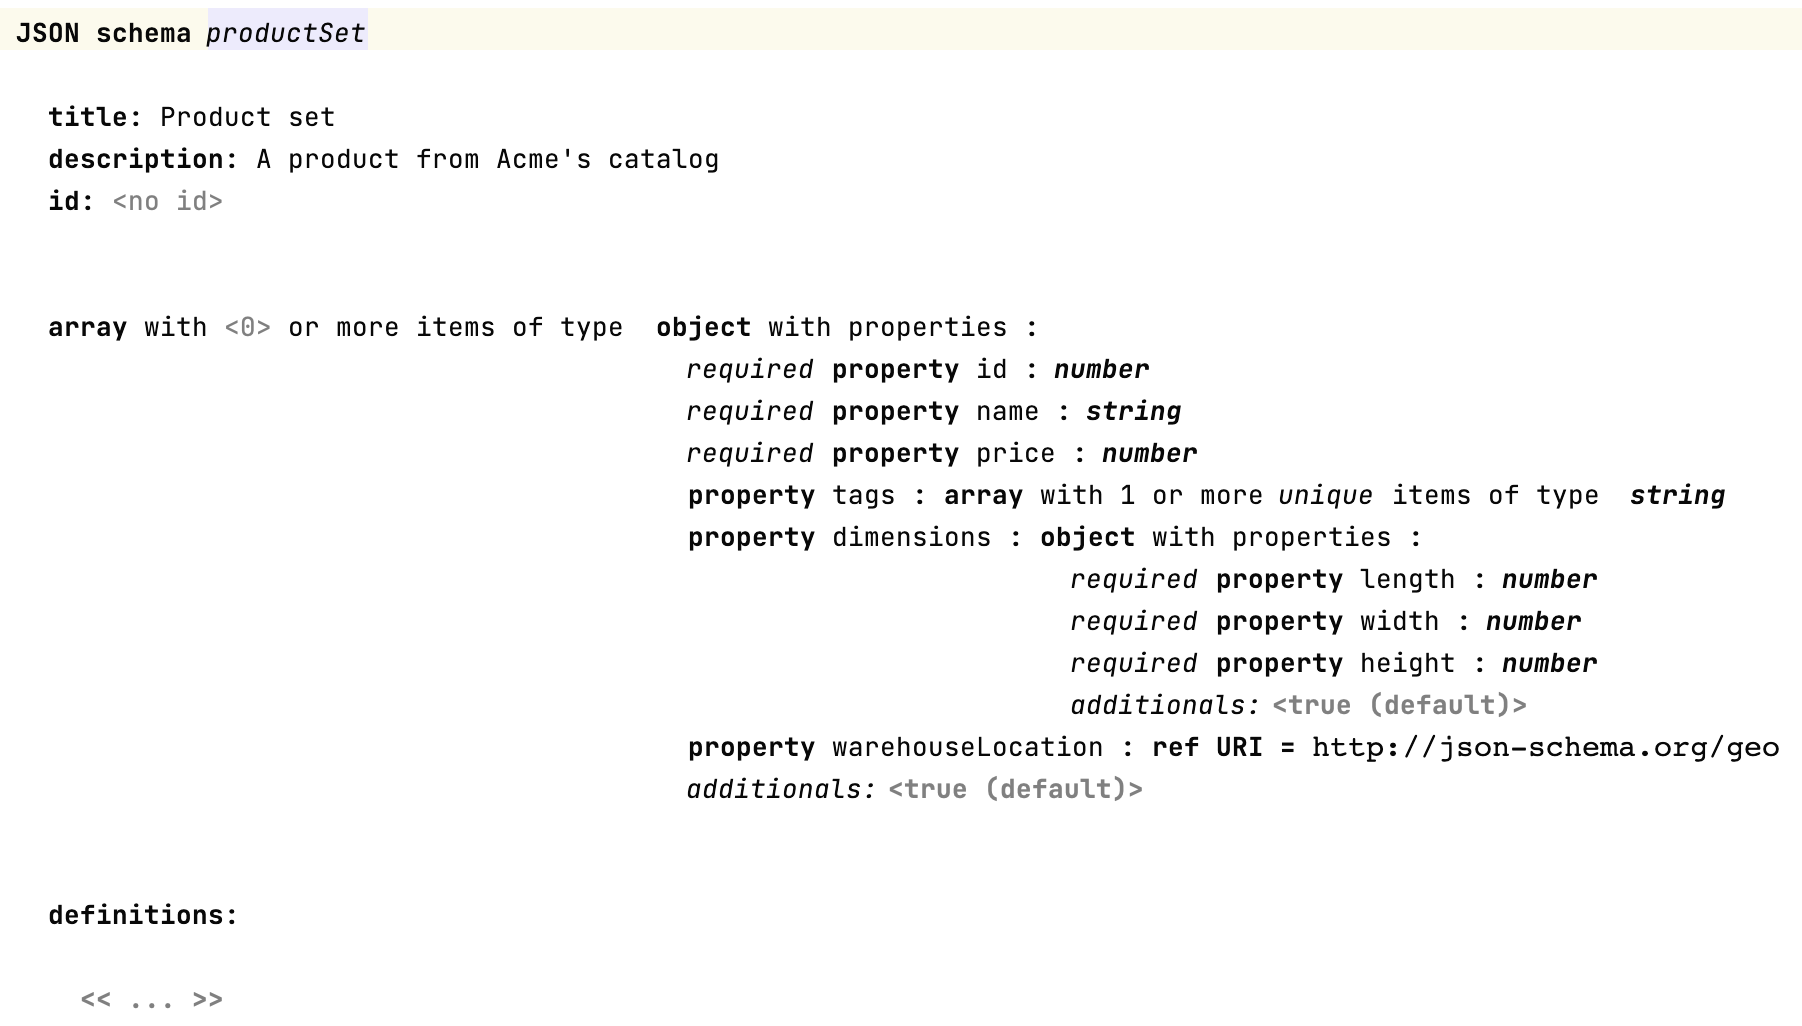 JSON schema productSet
title: Product set
description: A product from Acme's catalog
id: <no id>
array with <0> or more items of type object with properties :
required property id : number
required property name : string
required property price : number
property tags : array with 1 or more unique items of type string
property dimensions : object with properties :
required property length : number
required property width : number
required property height : number
additionals: <true (default)>
property warehouseLocation : ref URI = http://json-schema.org/geo
additionals: <true (default)>
definitions:
<< ... >>